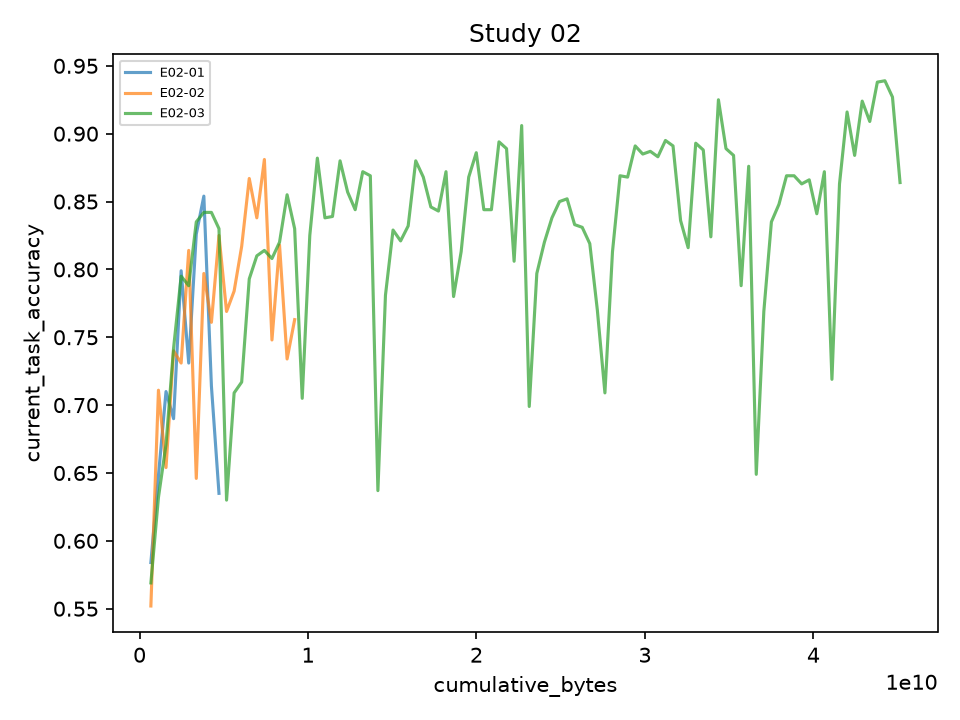 Study 02
E02-01
E02-02
E02-03
0.95
0.90
0.85
0.80
0.75
0.70
0.65
0.60
0.55
current_task_accuracy
0 1 2 3 4
1e10
cumulative_bytes